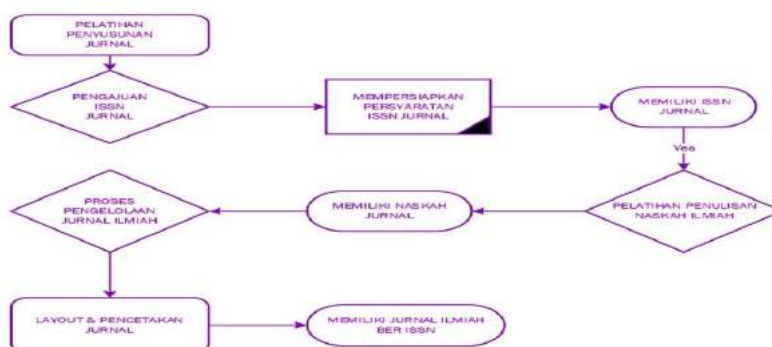 PELATIHAN
PENYUSUNAN
JURNAL
PENGAJUAN
ISSN
JURNAL
MEMPERSIAPKAN
PERSYARATAN
ISSN JURNAL
MEMILIKI ISSN
JURNAL
Yes
PELATIHAN PENULISAN
NASKAH ILMIAH
MEMILIKI NASKAH
JURNAL
PROSES
PENGELOLAAN
JURNAL ILMIAH
LAYOUT & PENCETAKAN
JURNAL
MEMILIKI JURNAL ILMIAH
BER ISSN